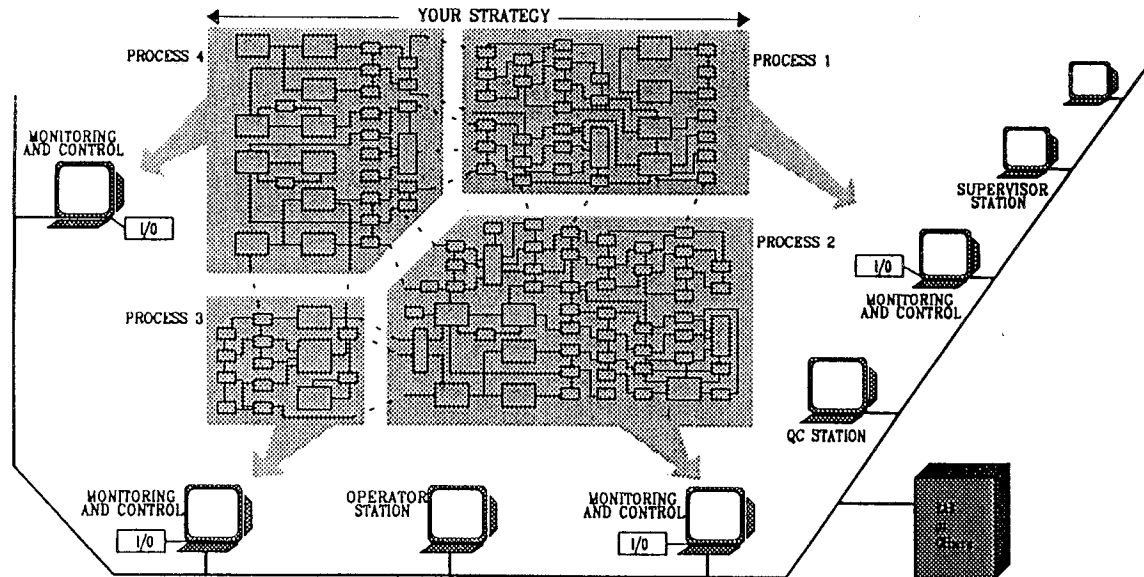 YOUR STRATEGY
PROCESS 4
PROCESS 1
MONITORING
AND CONTROL
I/O
SUPERVISOR
STATION
PROCESS 2
I/O
MONITORING
AND CONTROL
PROCESS 3
QC STATION
MONITORING
AND CONTROL
I/O
OPERATOR
STATION
MONITORING
AND CONTROL
I/O